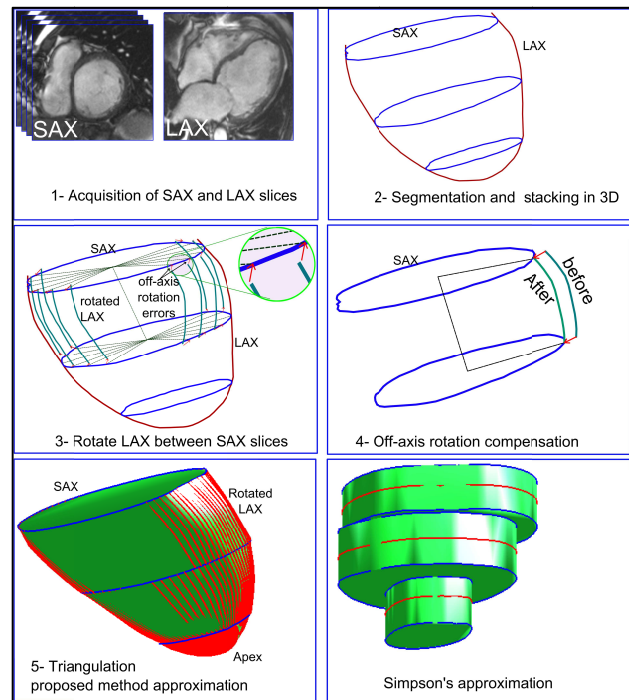 SAX
LAX
1- Acquisition of SAX and LAX slices
SAX
LAX
2- Segmentation and stacking in 3D
SAX
off-axis
rotation
errors
rotated
LAX
LAX
3- Rotate LAX between SAX slices
SAX
before
After
4- Off-axis rotation compensation
SAX
Rotated
LAX
Apex
5- Triangulation
proposed method approximation
Simpson's approximation